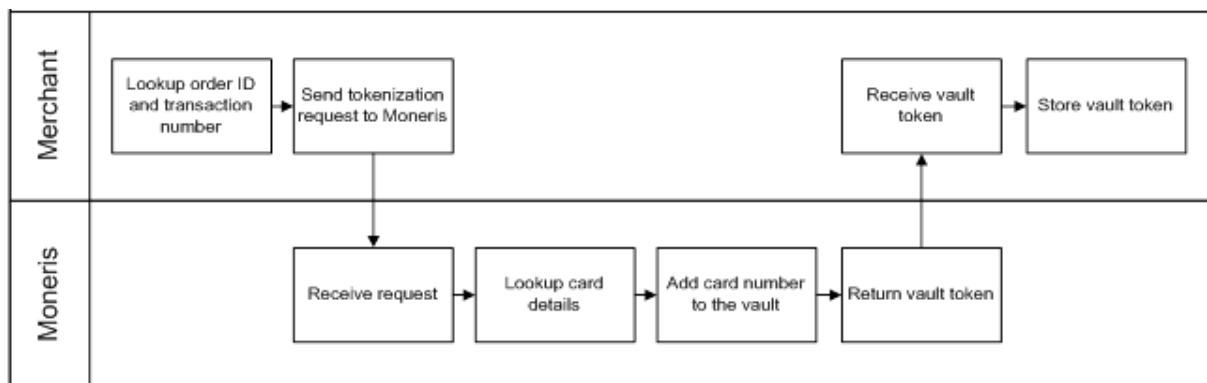 Merchant
Lookup order ID
and transaction
number
Send tokenization
request to Moneris
Receive vault
token
Store vault token
Moneris
Receive request
Lookup card
details
Add card number
to the vault
Return vault token